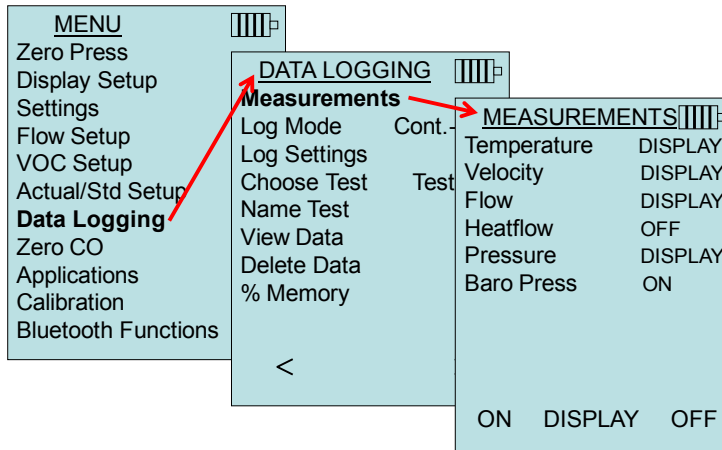 MENU
Zero Press
Display Setup
Settings
Flow Setup
VOC Setup
Actual/Std Setup
Data Logging
Zero CO
Applications
Calibration
Bluetooth Functions
DATA LOGGING
Measurements
Log Mode Cont.-
Log Settings
Choose Test Test
Name Test
View Data
Delete Data
% Memory
<
MEASUREMENTS
Temperature DISPLAY
Velocity DISPLAY
Flow DISPLAY
Heatflow OFF
Pressure DISPLAY
Baro Press ON
ON DISPLAY OFF